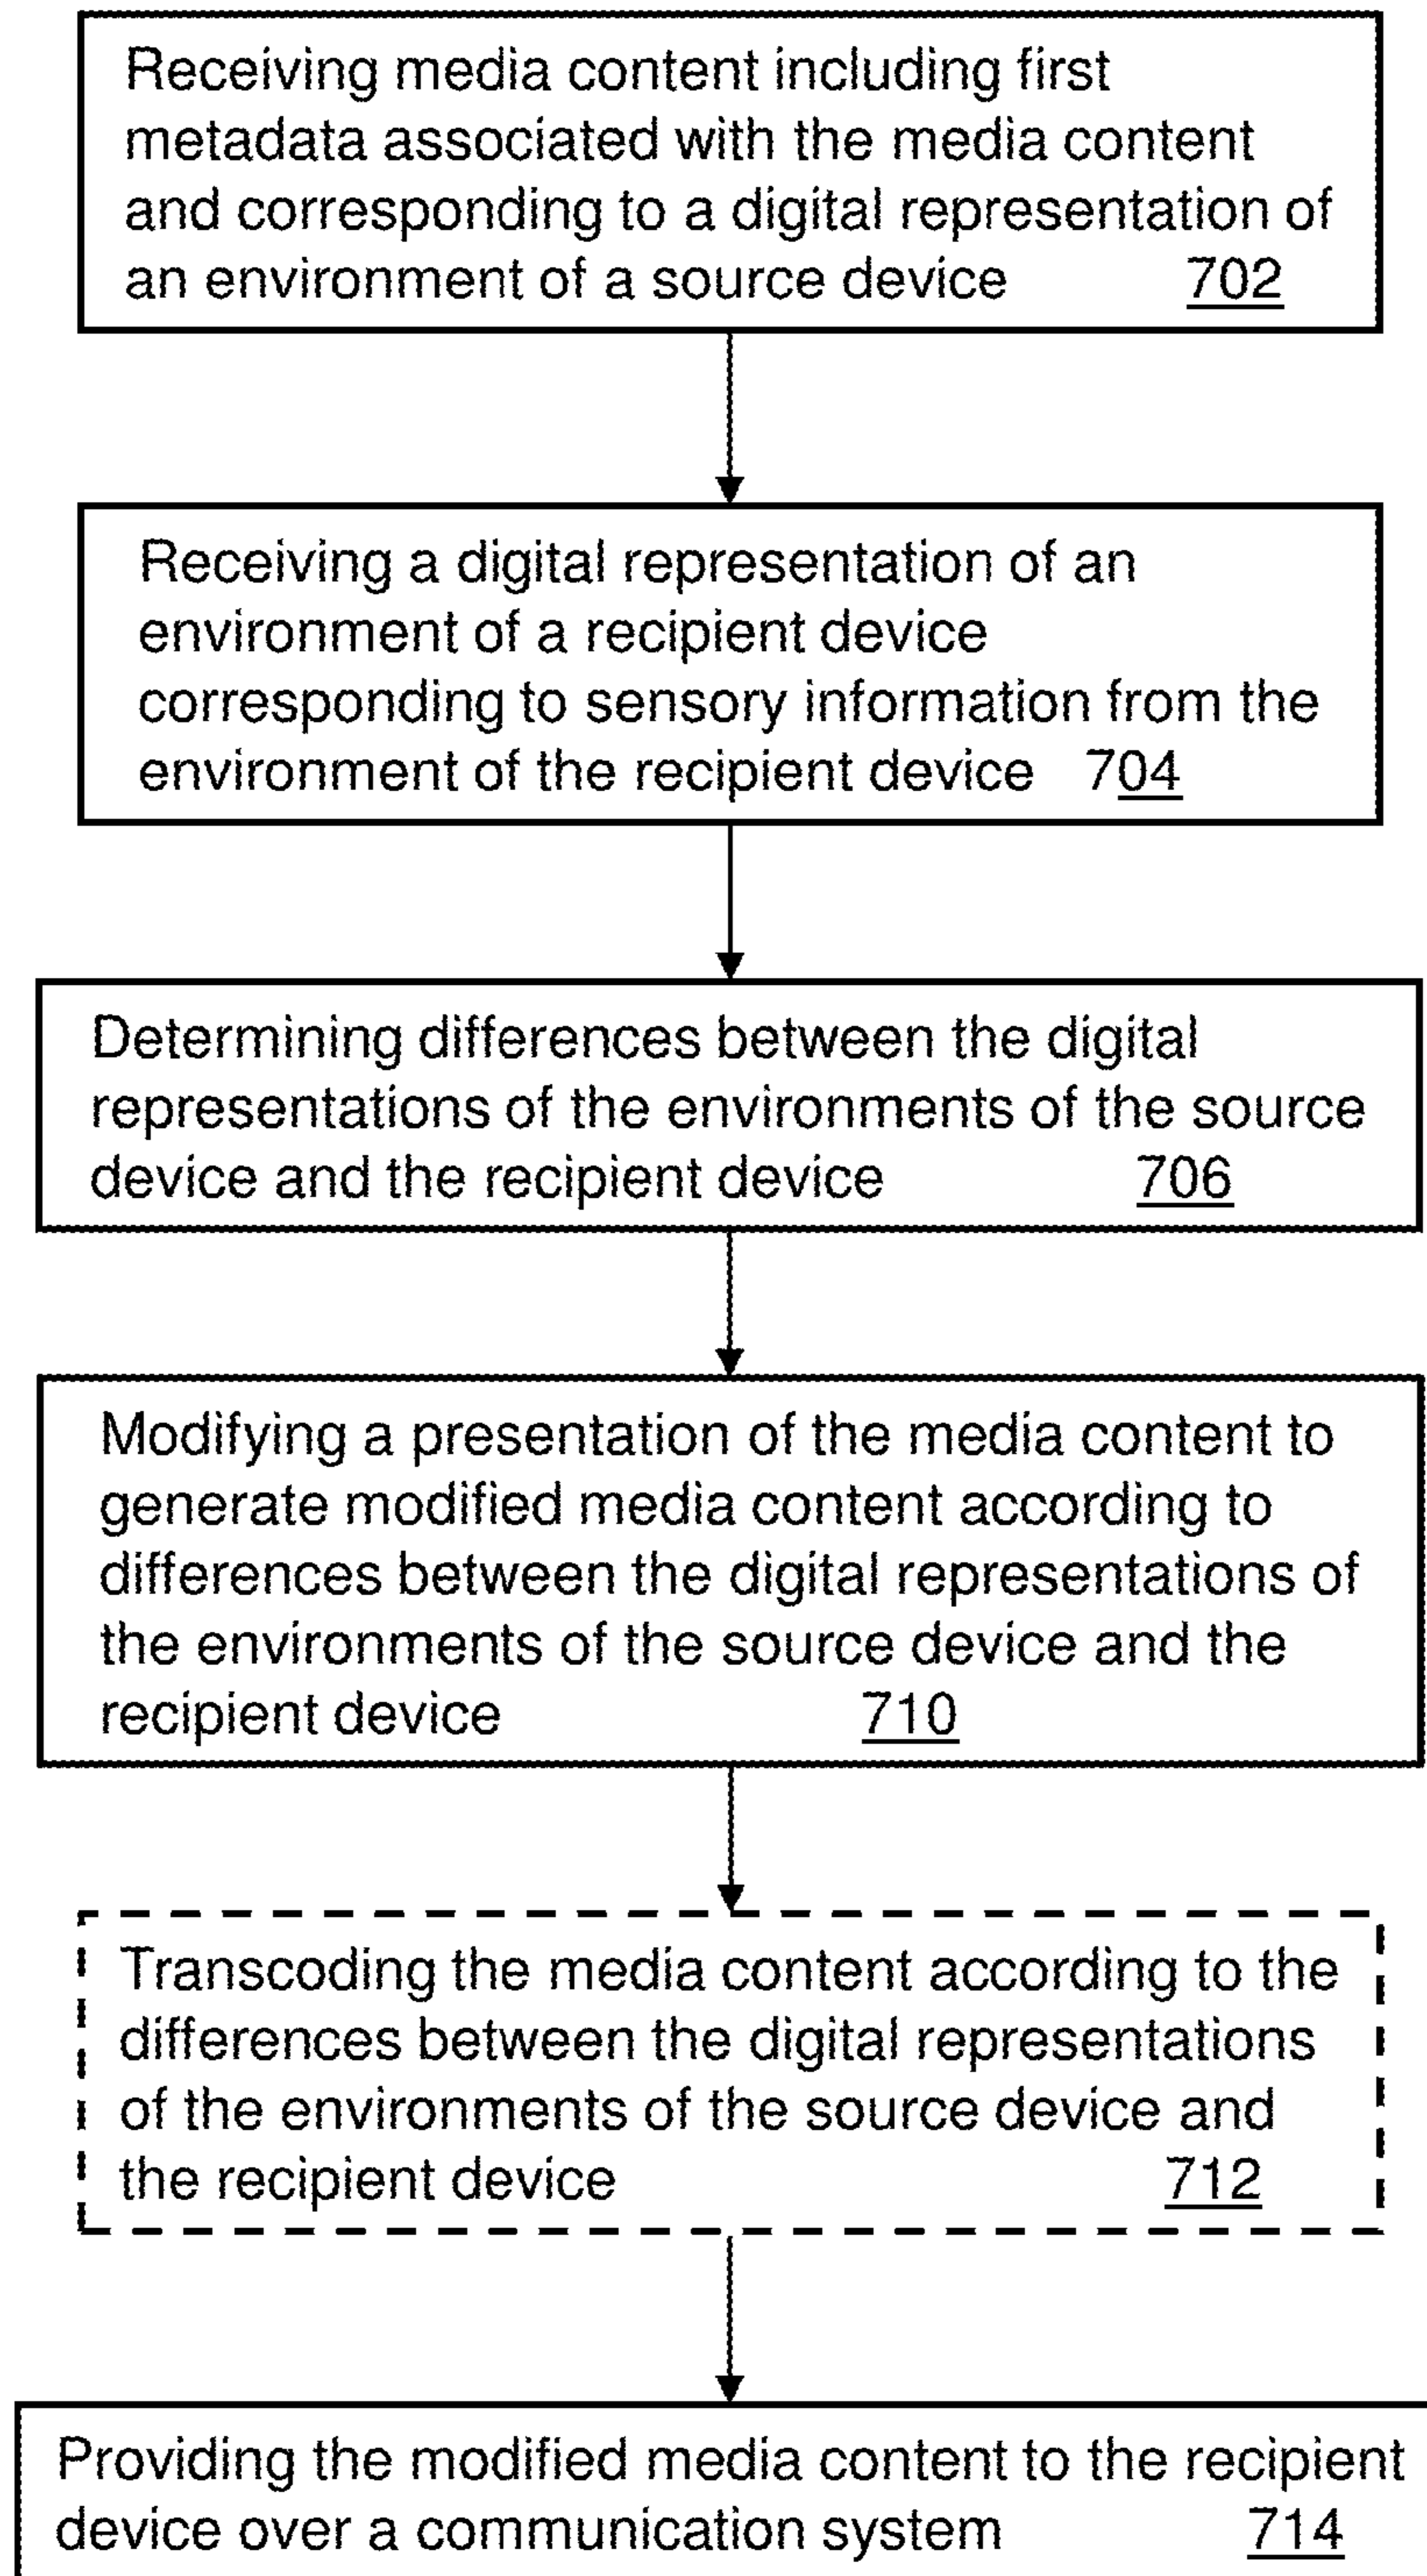 Receiving media content including first
metadata associated with the media content
and corresponding to a digital representation of
an environment of a source device 702
Receiving a digital representation of an
environment of a recipient device
corresponding to sensory information from the
environment of the recipient device 704
Determining differences between the digital
representations of the environments of the source
device and the recipient device 706
Modifying a presentation of the media content to
generate modified media content according to
differences between the digital representations of
the environments of the source device and the
recipient device 710
Transcoding the media content according to the
differences between the digital representations
of the environments of the source device and
the recipient device 712
Providing the modified media content to the recipient
device over a communication system 714